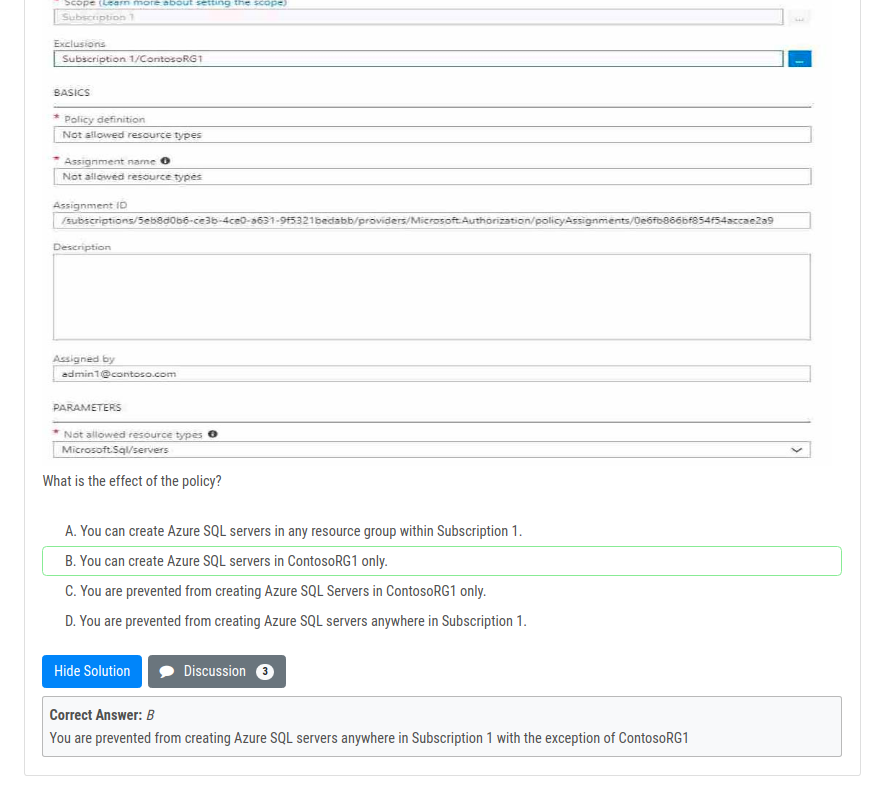 * Scope (Learn more about setting the scope)
Subscription 1
...
Exclusions
Subscription 1/ContosoRG1
...
BASICS
* Policy definition
Not allowed resource types
* Assignment name
Not allowed resource types
Assignment ID
/subscriptions/5eb8d0b6-ce3b-4ce0-a631-9f5321bedabb/providers/Microsoft.Authorization/policyAssignments/0e6fb866bf854f54accae2a9
Description
Assigned by
admin1@contoso.com
PARAMETERS
* Not allowed resource types
Microsoft.Sql/servers
What is the effect of the policy?
A. You can create Azure SQL servers in any resource group within Subscription 1.
B. You can create Azure SQL servers in ContosoRG1 only.
C. You are prevented from creating Azure SQL Servers in ContosoRG1 only.
D. You are prevented from creating Azure SQL servers anywhere in Subscription 1.
Hide Solution
Discussion 3
Correct Answer: B
You are prevented from creating Azure SQL servers anywhere in Subscription 1 with the exception of ContosoRG1